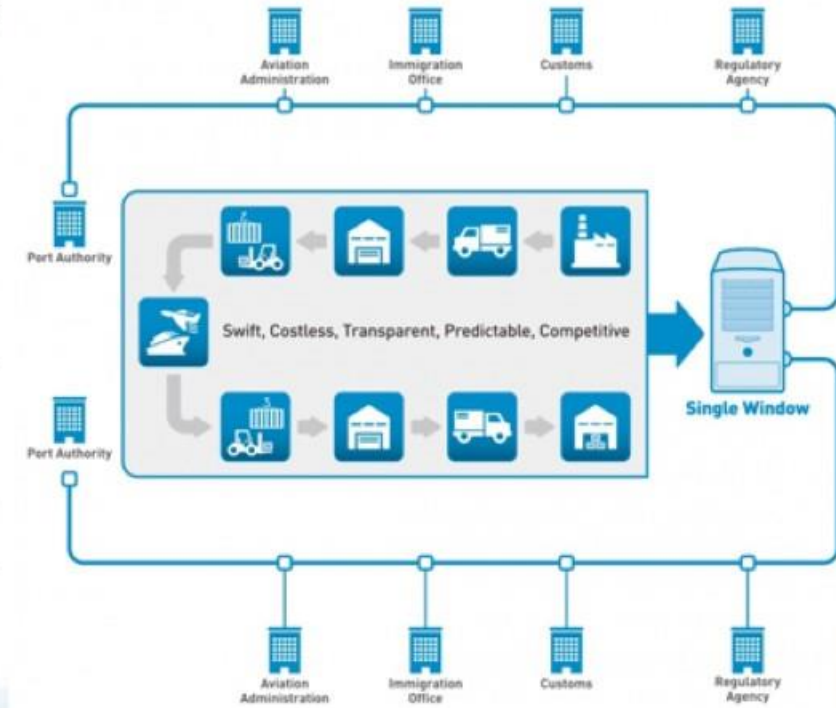 Aviation
Administration
Immigration
Office
Customs
Regulatory
Agency
Port Authority
Swift, Costless, Transparent, Predictable, Competitive
Single Window
Port Authority
Aviation
Administration
Immigration
Office
Customs
Regulatory
Agency